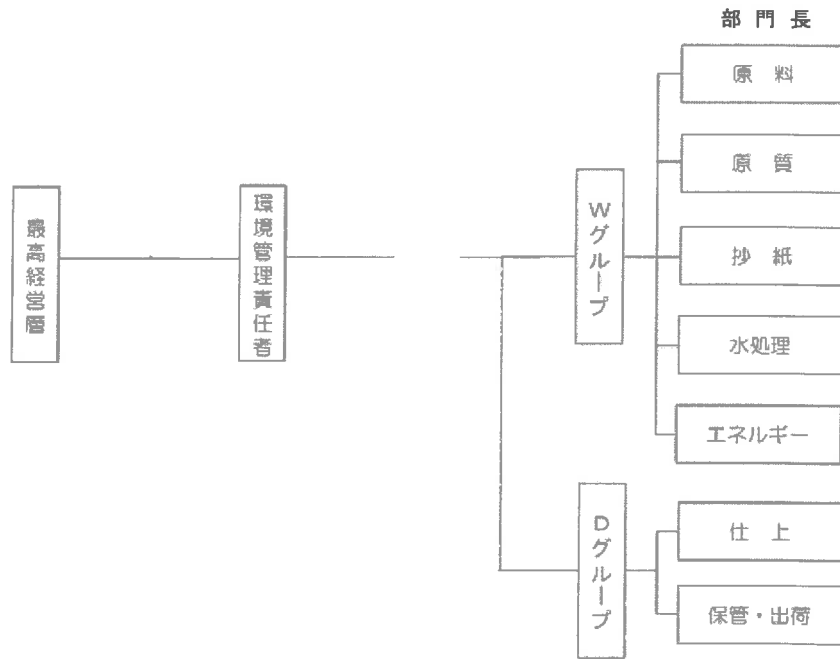 部門長
原料
原質
Wグループ
最高経営層
環境管理責任者
抄紙
水処理
エネルギー
Dグループ
仕上
保管・出荷